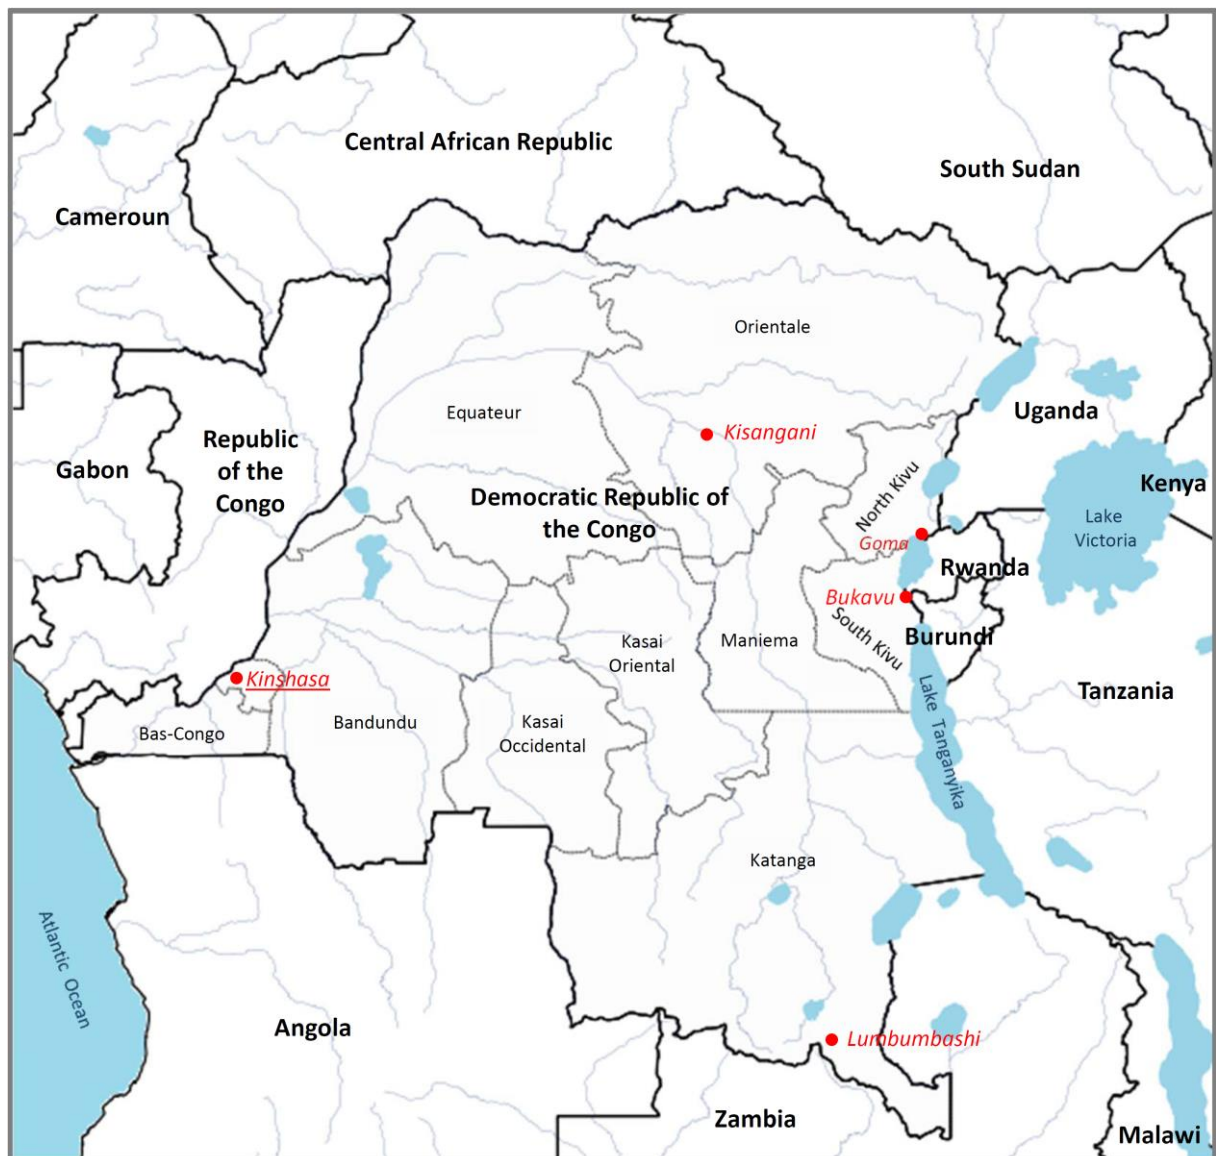 Central African Republic
South Sudan
Cameroun
Orientale
Equateur
Uganda
Kisangani
Republic
of the
Congo
Gabon
Kenya
North Kivu
Democratic Republic of
the Congo
Lake
Victoria
Goma
Rwanda
Bukavu
South Kivu
Burundi
Kasai
Oriental
Maniema
Kinshasa
Tanzania
Bas-Congo
Bandundu
Kasai
Occidental
Lake Tanganyika
Katanga
Atlantic Ocean
Angola
Lumbumbashi
Zambia
Malawi